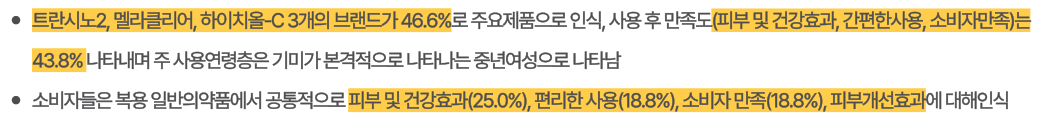 • 트란시노2, 멜라클리어, 하이치올-C 3개의 브랜드가 46.6%로 주요제품으로 인식, 사용 후 만족도(피부 및 건강효과, 간편한사용, 소비자만족)는
43.8% 나타내며 주 사용연령층은 기미가 본격적으로 나타나는 중년여성으로 나타남
• 소비자들은 복용 일반의약품에서 공통적으로 피부 및 건강효과(25.0%), 편리한 사용(18.8%), 소비자 만족(18.8%), 피부개선효과에 대해인식